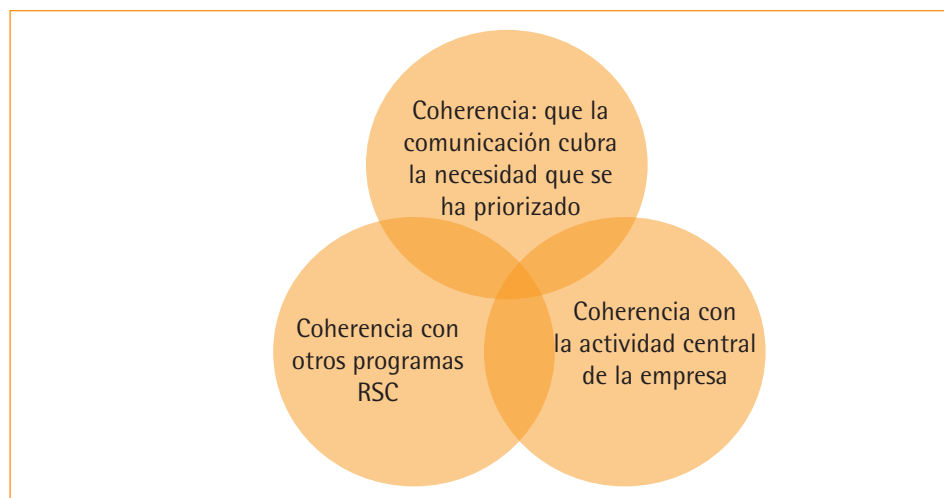 Coherencia: que la
comunicación cubra
la necesidad que se
ha priorizado
Coherencia con
otros programas
RSC
Coherencia con
la actividad central
de la empresa